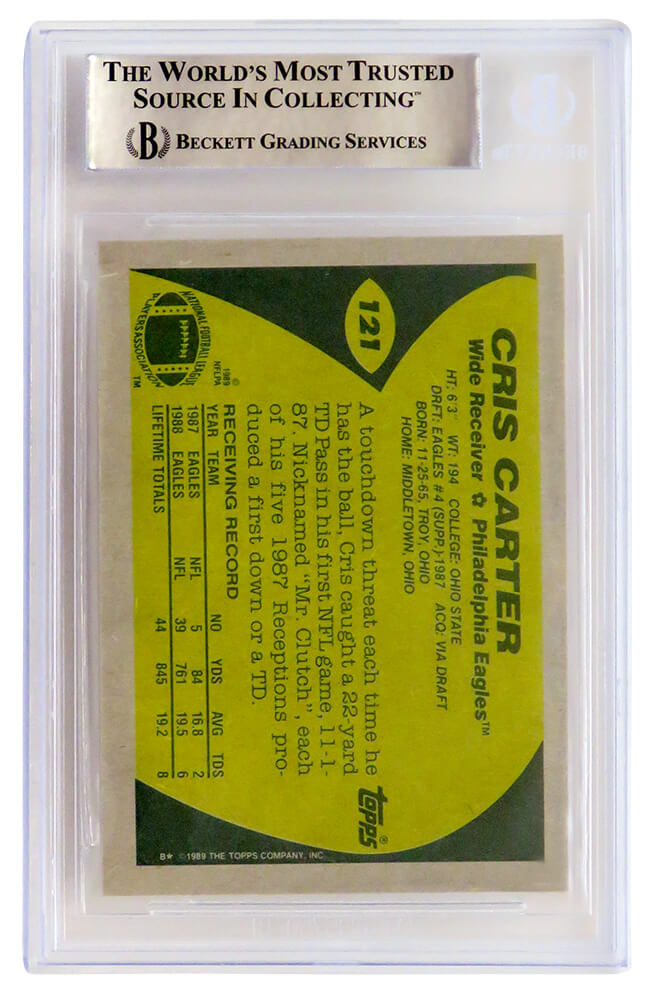 THE WORLD'S MOST TRUSTED
SOURCE IN COLLECTING™
B BECKETT GRADING SERVICES
121
CRIS CARTER
Wide Receiver ✩ Philadelphia Eagles™
HT: 6'3" WT: 194 COLLEGE: OHIO STATE
DRFT: EAGLES #4 (SUPP.)-1987 ACQ: VIA DRAFT
BORN: 11-25-65, TROY, OHIO
HOME: MIDDLETOWN, OHIO
A touchdown threat each time he
has the ball, Cris caught a 22-yard
TD Pass in his first NFL game, 11-1-
87. Nicknamed "Mr. Clutch", each
of his five 1987 Receptions pro-
duced a first down or a TD.
topps®
NATIONAL FOOTBALL LEAGUE
PLAYERS ASSOCIATION™
©
1989
NFLPA
RECEIVING RECORD
YEAR TEAM NO YDS AVG TDS
1987 EAGLES NFL 5 84 16.8 2
1988 EAGLES NFL 39 761 19.5 6
LIFETIME TOTALS 44 845 19.2 8
B* ©1989 THE TOPPS COMPANY, INC.